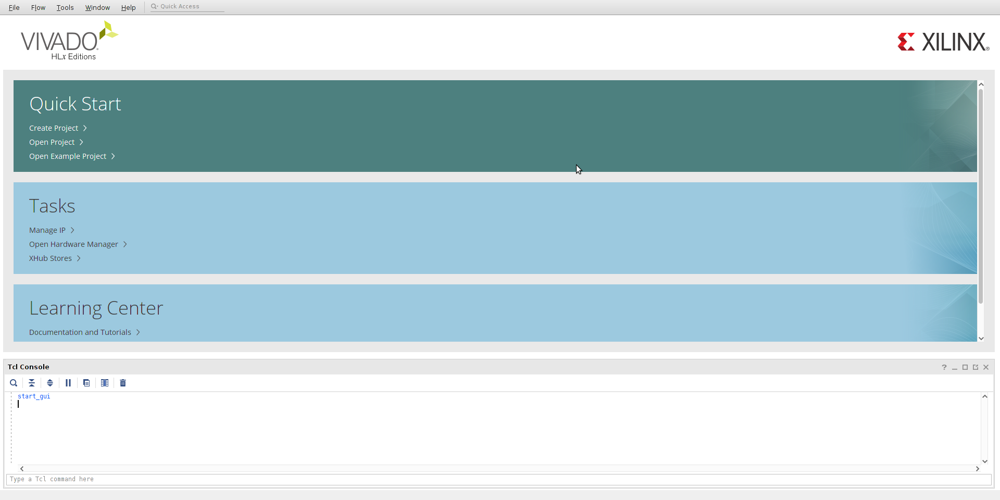 File Flow Tools Window Help Quick Access
VIVADO
HLx Editions
XILINX®
Quick Start
Create Project
Open Project
Open Example Project
Tasks
Manage IP
Open Hardware Manager
XHub Stores
Learning Center
Documentation and Tutorials
Tcl Console
start_gui
Type a Tcl command here